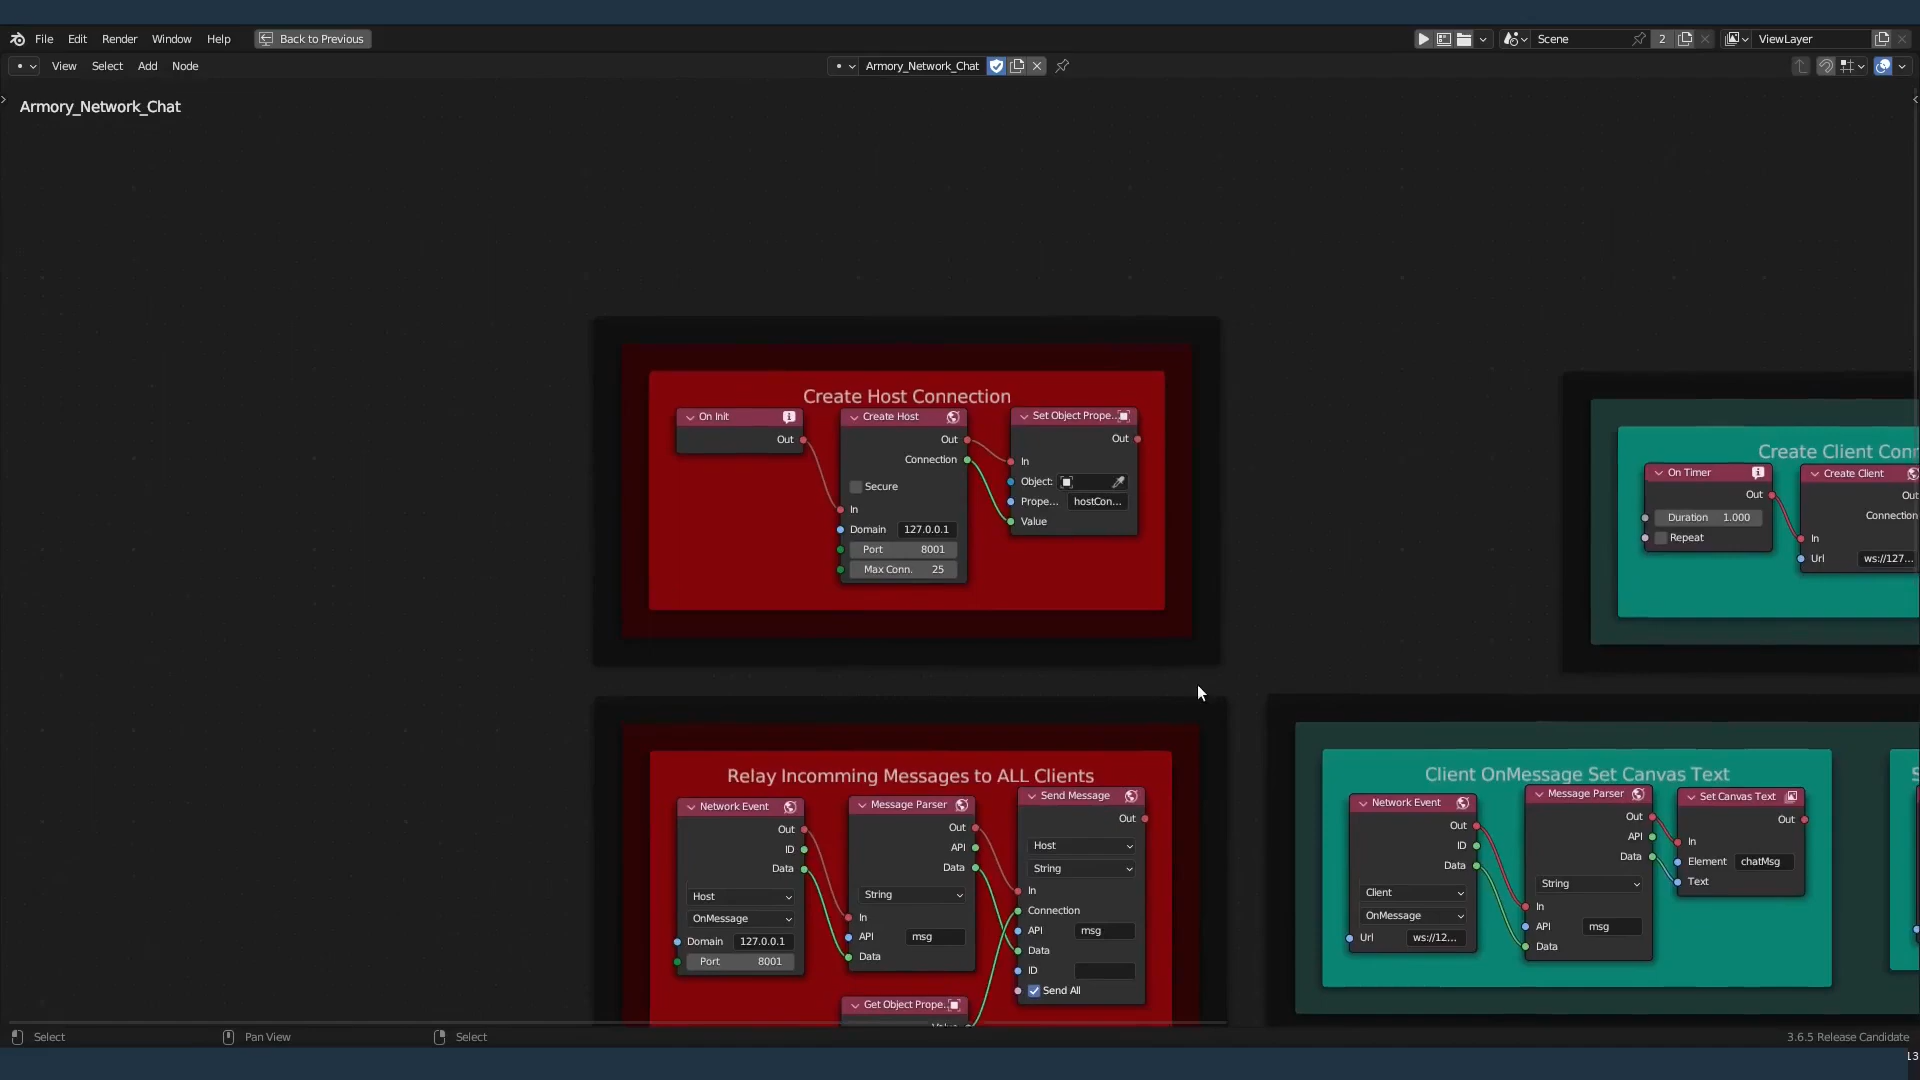 File Edit Render Window Help Back to Previous Scene 2 ViewLayer
View Select Add Node Armory_Network_Chat
Armory_Network_Chat
Create Host Connection
On Init
Out
Create Host
Out
Connection
Secure
In
Domain 127.0.0.1
Port 8001
Max Conn. 25
Set Object Prope...
Out
In
Object:
Prope... hostCon...
Value
Create Client
On Timer
Out
Duration 1.000
Repeat
Create Client
Out
Connection
In
Url ws://127...
Relay Incomming Messages to ALL Clients
Network Event
Out
ID
Data
Host
OnMessage
Domain 127.0.0.1
Port 8001
Message Parser
Out
API
Data
String
In
API msg
Data
Send Message
Out
Host
String
In
Connection
API msg
Data
ID
Send All
Get Object Prope...
Value
Client OnMessage Set Canvas Text
Network Event
Out
ID
Data
Client
OnMessage
Url ws://12...
Message Parser
Out
API
Data
String
In
API msg
Data
Set Canvas Text
Out
In
Element chatMsg
Text
Select Pan View Select 3.6.5 Release Candidate
13